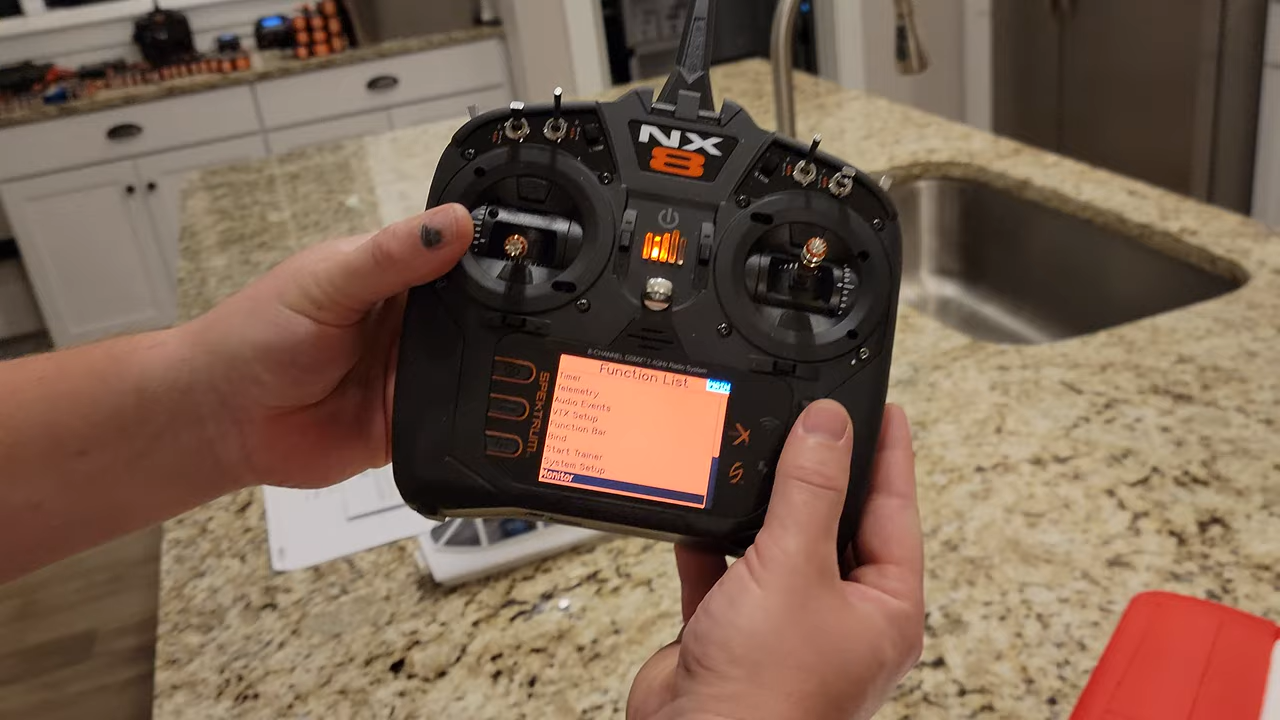 NX
8
8-CHANNEL DSMX 2.4GHz Radio System
SPEKTRUM
Function List
MAIN
Timer
Telemetry
Audio Events
VTX Setup
Function Bar
Bind
Start Trainer
System Setup
Monitor